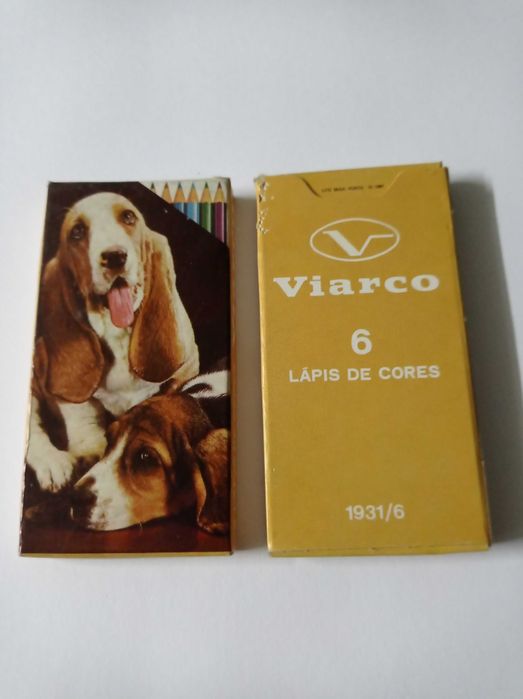 Viarco
6
LÁPIS DE CORES
1931/6